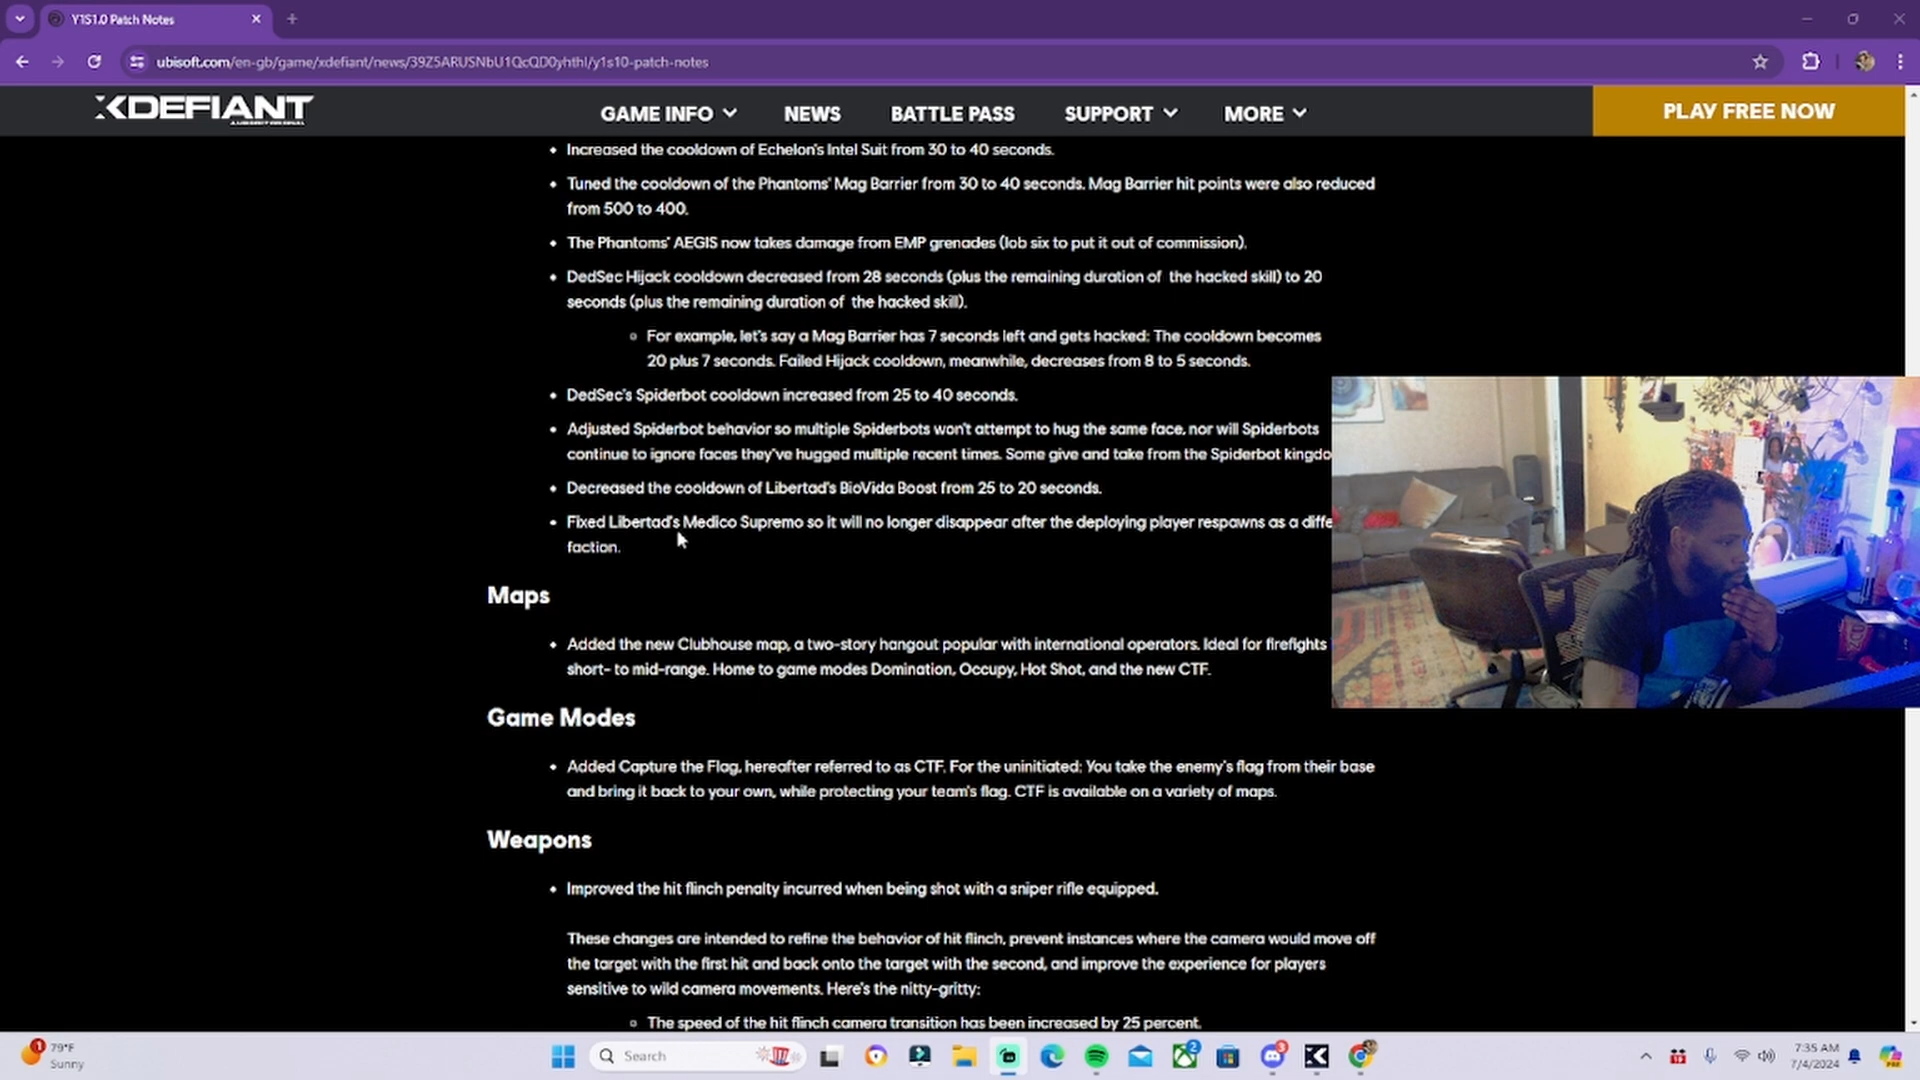 Y1S1.0 Patch Notes
ubisoft.com/en-gb/game/xdefiant/news/39Z5ARUSNbU1QcQD0yhthI/y1s10-patch-notes
XDEFIANT
GAME INFO NEWS BATTLE PASS SUPPORT MORE PLAY FREE NOW
Increased the cooldown of Echelon's Intel Suit from 30 to 40 seconds.
Tuned the cooldown of the Phantoms' Mag Barrier from 30 to 40 seconds. Mag Barrier hit points were also reduced
from 500 to 400.
The Phantoms' AEGIS now takes damage from EMP grenades (lob six to put it out of commission).
DedSec Hijack cooldown decreased from 28 seconds (plus the remaining duration of the hacked skill) to 20
seconds (plus the remaining duration of the hacked skill).
For example, let's say a Mag Barrier has 7 seconds left and gets hacked: The cooldown becomes
20 plus 7 seconds. Failed Hijack cooldown, meanwhile, decreases from 8 to 5 seconds.
DedSec's Spiderbot cooldown increased from 25 to 40 seconds.
Adjusted Spiderbot behavior so multiple Spiderbots won't attempt to hug the same face, nor will Spiderbots
continue to ignore faces they've hugged multiple recent times. Some give and take from the Spiderbot kingdo
Decreased the cooldown of Libertad's BioVida Boost from 25 to 20 seconds.
Fixed Libertad's Medico Supremo so it will no longer disappear after the deploying player respawns as a diffe
faction.
Maps
Added the new Clubhouse map, a two-story hangout popular with international operators. Ideal for firefights
short- to mid-range. Home to game modes Domination, Occupy, Hot Shot, and the new CTF.
Game Modes
Added Capture the Flag, hereafter referred to as CTF. For the uninitiated: You take the enemy's flag from their base
and bring it back to your own, while protecting your team's flag. CTF is available on a variety of maps.
Weapons
Improved the hit flinch penalty incurred when being shot with a sniper rifle equipped.
These changes are intended to refine the behavior of hit flinch, prevent instances where the camera would move off
the target with the first hit and back onto the target with the second, and improve the experience for players
sensitive to wild camera movements. Here's the nitty-gritty:
The speed of the hit flinch camera transition has been increased by 25 percent.
1
79°F
Sunny
Search
2
3
7:35 AM
7/4/2024